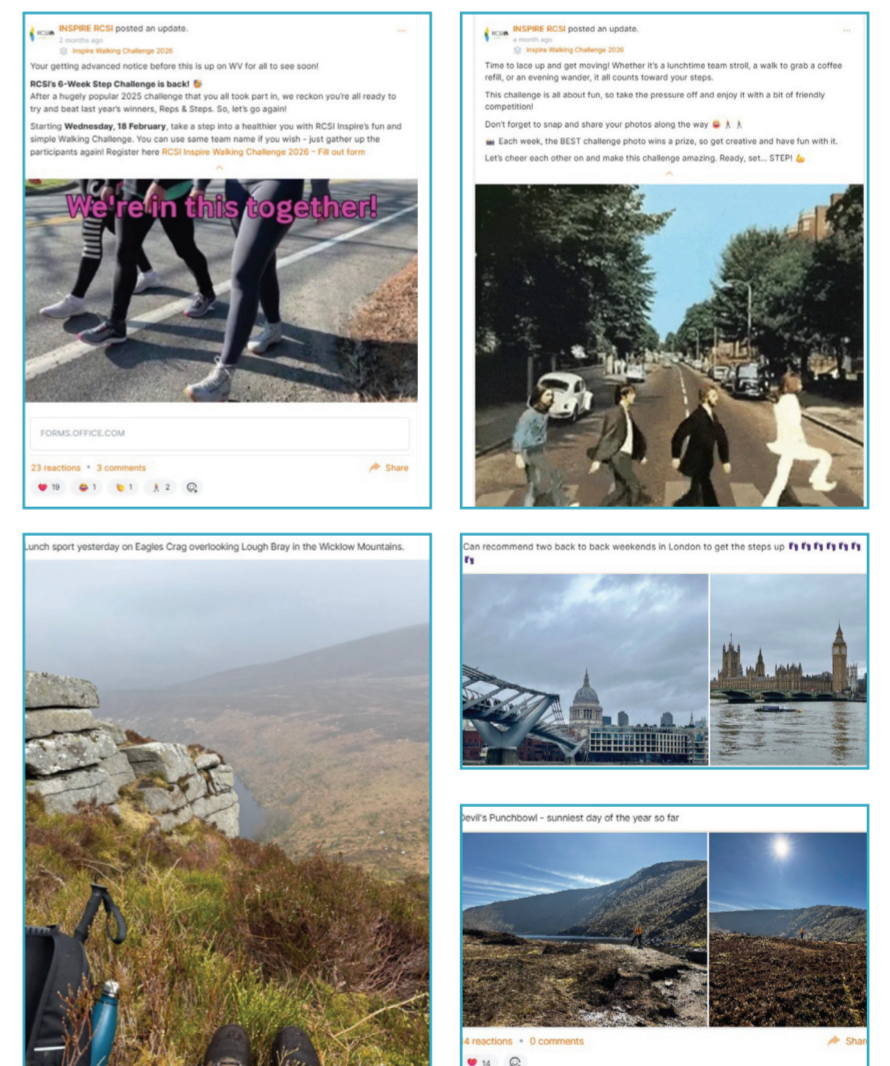 INSPIRE RCSI posted an update.
2 months ago
Inspire Walking Challenge 2026
Your getting advanced notice before this is up on WV for all to see soon!
RCSI's 6-Week Step Challenge is back!
After a hugely popular 2025 challenge that you all took part in, we reckon you're all ready to
try and beat last year's winners, Reps & Steps. So, let's go again!
Starting Wednesday, 18 February, take a step into a healthier you with RCSI Inspire's fun and
simple Walking Challenge. You can use same team name if you wish - just gather up the
participants again! Register here RCSI Inspire Walking Challenge 2026 – Fill out form
We're in this together!
FORMS.OFFICE.COM
23 reactions • 3 comments
Share
19 1 1 2
INSPIRE RCSI posted an update.
a month ago
Inspire Walking Challenge 2026
Time to lace up and get moving! Whether it's a lunchtime team stroll, a walk to grab a coffee
refill, or an evening wander, it all counts toward your steps.
This challenge is all about fun, so take the pressure off and enjoy it with a bit of friendly
competition!
Don't forget to snap and share your photos along the way
Each week, the BEST challenge photo wins a prize, so get creative and have fun with it.
Let's cheer each other on and make this challenge amazing. Ready, set... STEP!
Lunch sport yesterday on Eagles Crag overlooking Lough Bray in the Wicklow Mountains.
Can recommend two back to back weekends in London to get the steps up
Devil's Punchbowl - sunniest day of the year so far
4 reactions • 0 comments
Shar
14